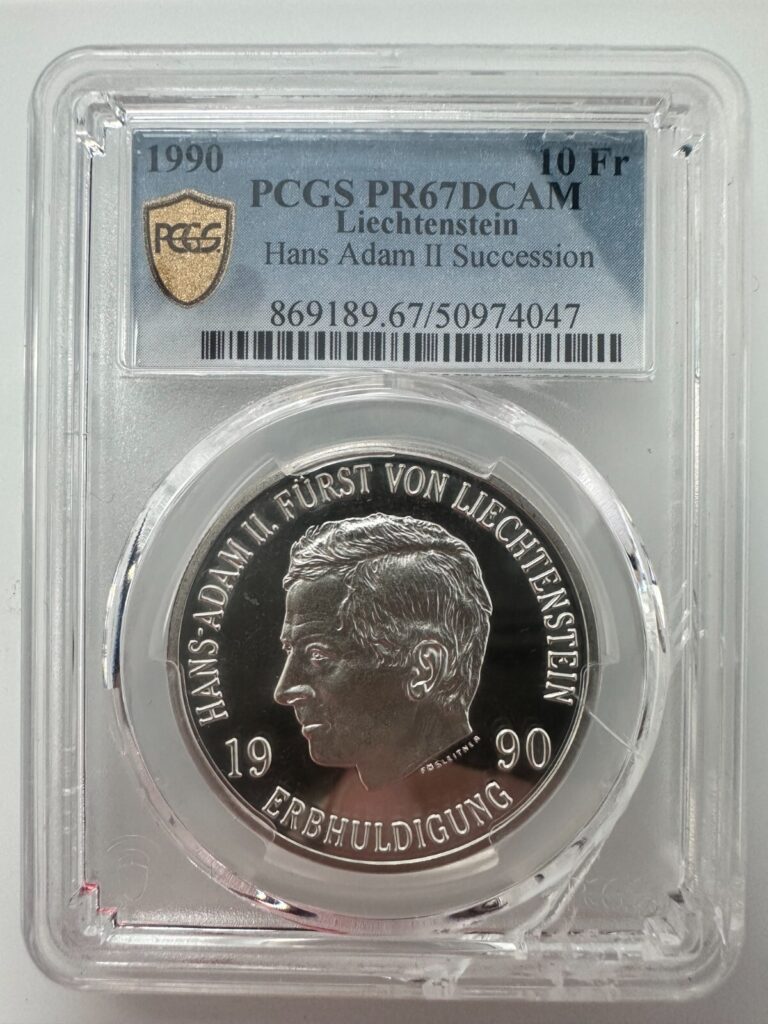 1990 10 Fr
PCGS PR67DCAM
Liechtenstein
Hans Adam II Succession
PCGS.
869189.67/50974047
HANS-ADAM II. FÜRST VON LIECHTENSTEIN
19 90
ERBHULDIGUNG